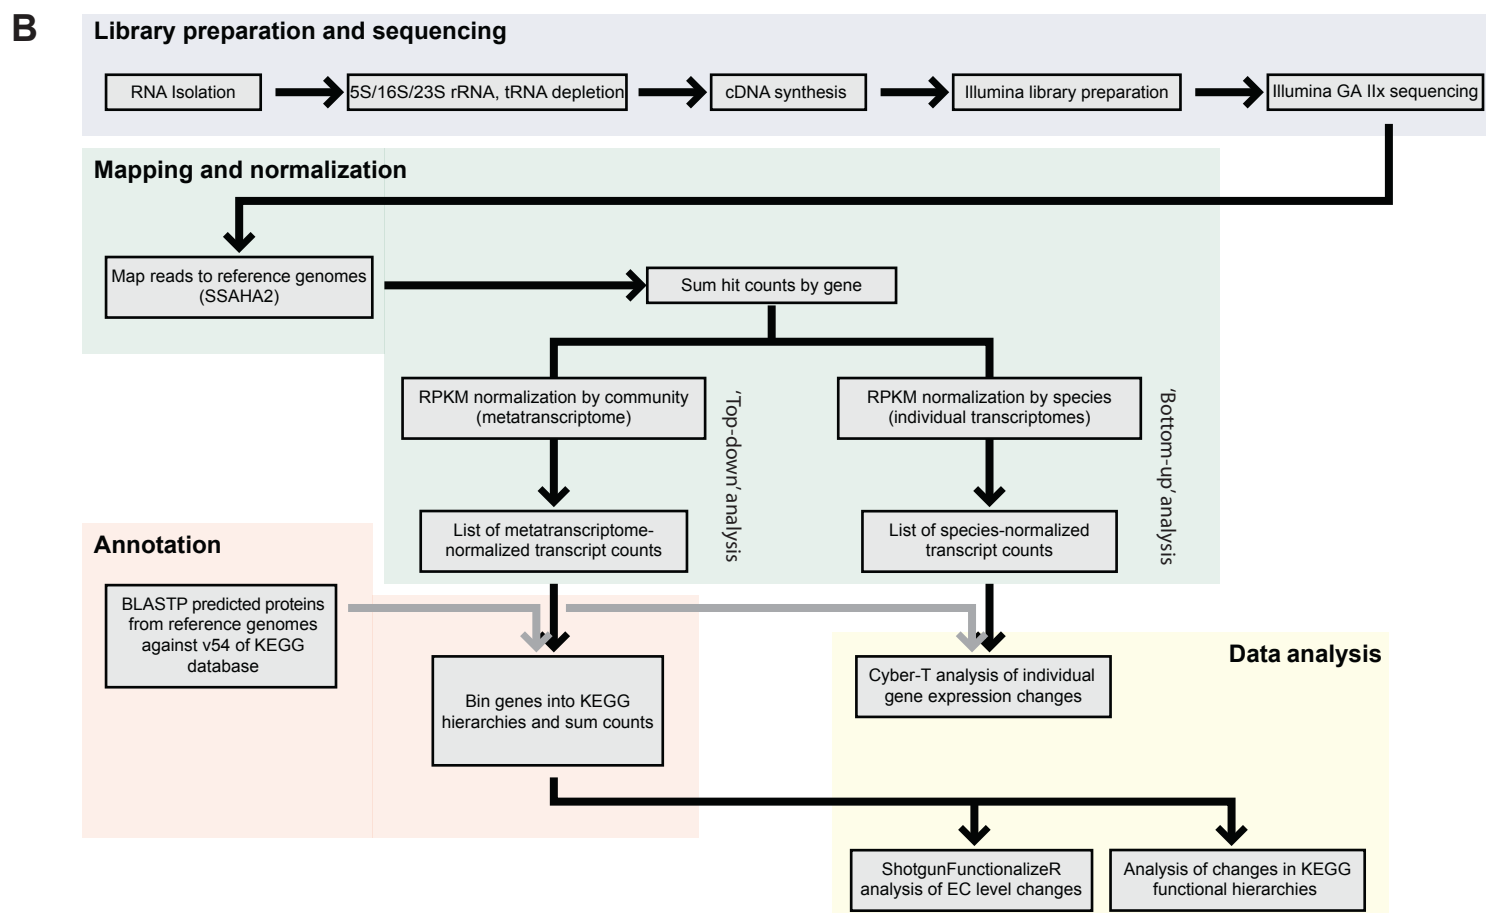 B
Library preparation and sequencing
RNA Isolation
5S/16S/23S rRNA, tRNA depletion
cDNA synthesis
Illumina library preparation
Illumina GA IIx sequencing
Mapping and normalization
Map reads to reference genomes
(SSAHA2)
Sum hit counts by gene
RPKM normalization by community
(metatranscriptome)
'Top-down' analysis
RPKM normalization by species
(individual transcriptomes)
'Bottom-up' analysis
List of metatranscriptome-
normalized transcript counts
List of species-normalized
transcript counts
Annotation
BLASTP predicted proteins
from reference genomes
against v54 of KEGG
database
Bin genes into KEGG
hierarchies and sum counts
Data analysis
Cyber-T analysis of individual
gene expression changes
ShotgunFunctionalizeR
analysis of EC level changes
Analysis of changes in KEGG
functional hierarchies